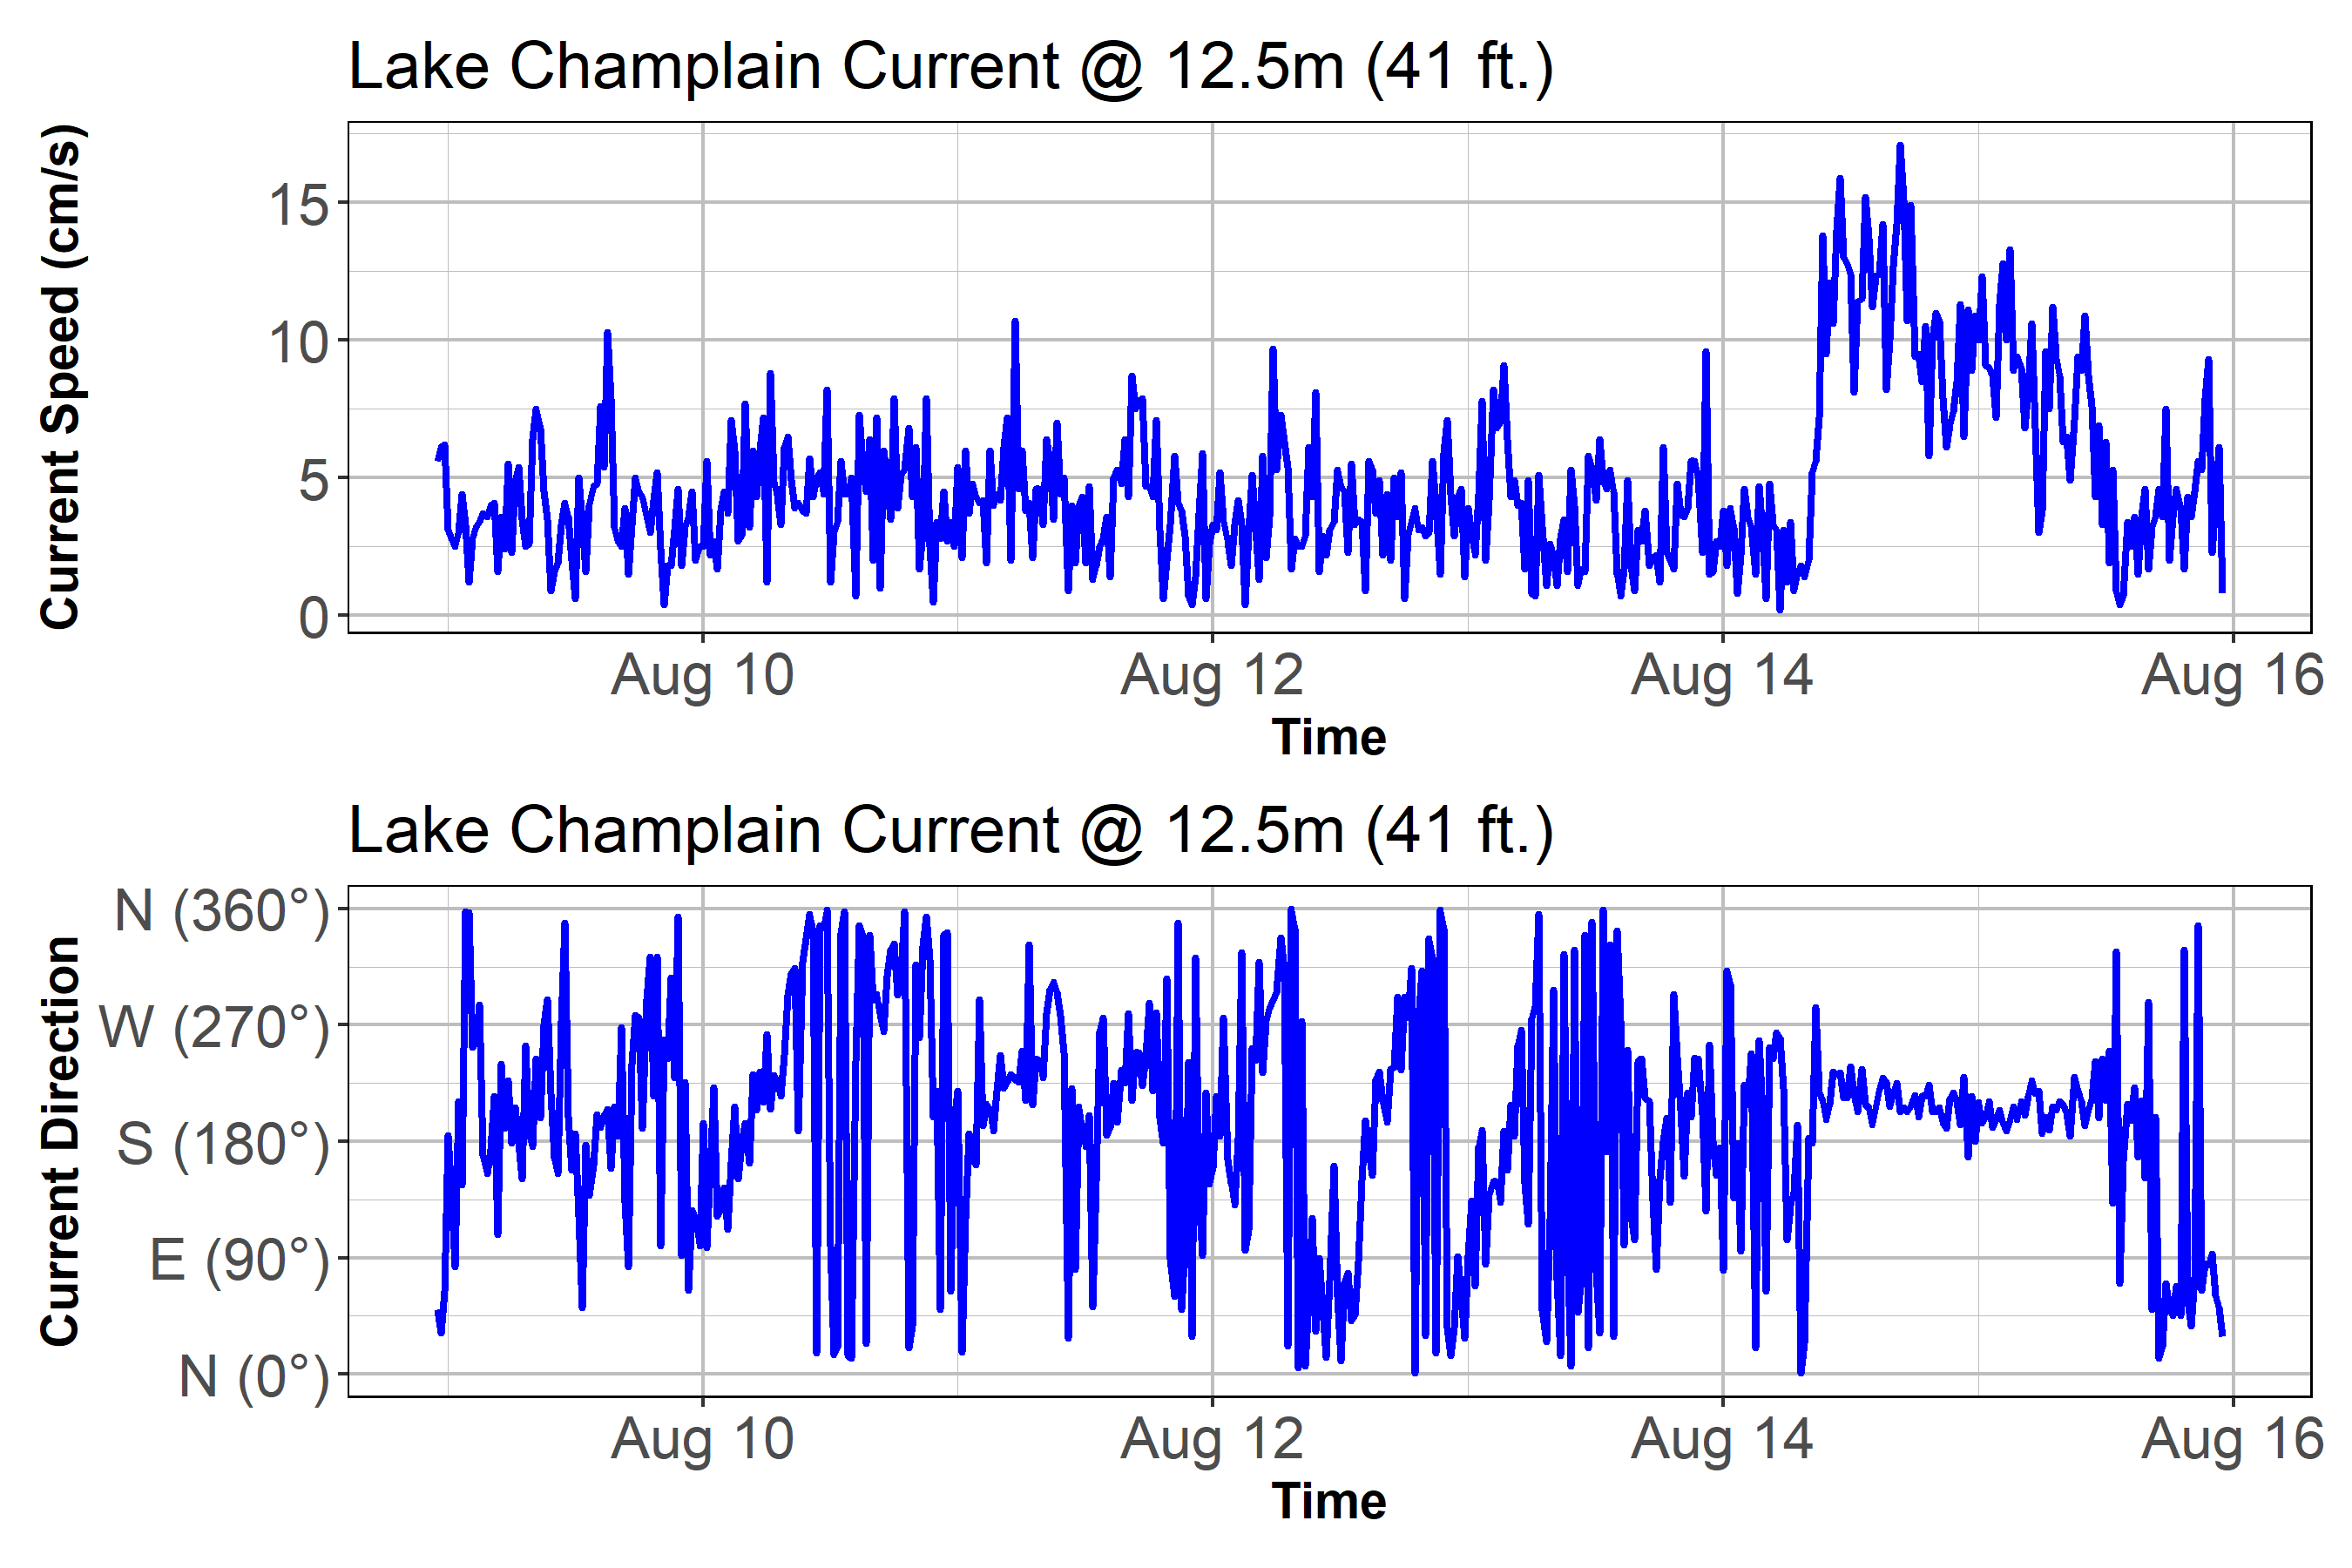 Lake Champlain Current @ 12.5m (41 ft.)
Current Speed (cm/s)
15
10
5
0
Aug 10 Aug 12 Aug 14 Aug 16
Time
Lake Champlain Current @ 12.5m (41 ft.)
Current Direction
N (360°)
W (270°)
S (180°)
E (90°)
N (0°)
Aug 10 Aug 12 Aug 14 Aug 16
Time